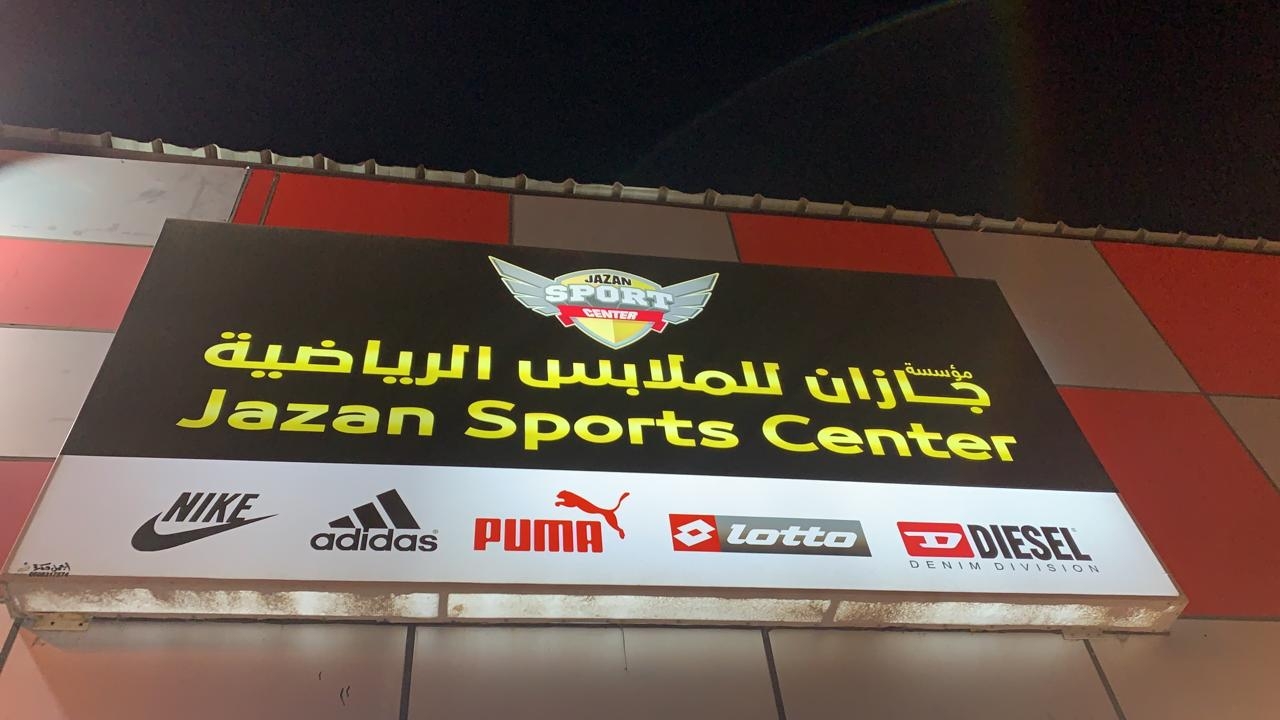 JAZAN
SPORT
CENTER
مؤسسة
جازان للملابس الرياضية
Jazan Sports Center
NIKE
adidas
PUMA
lotto
DIESEL
DENIM DIVISION